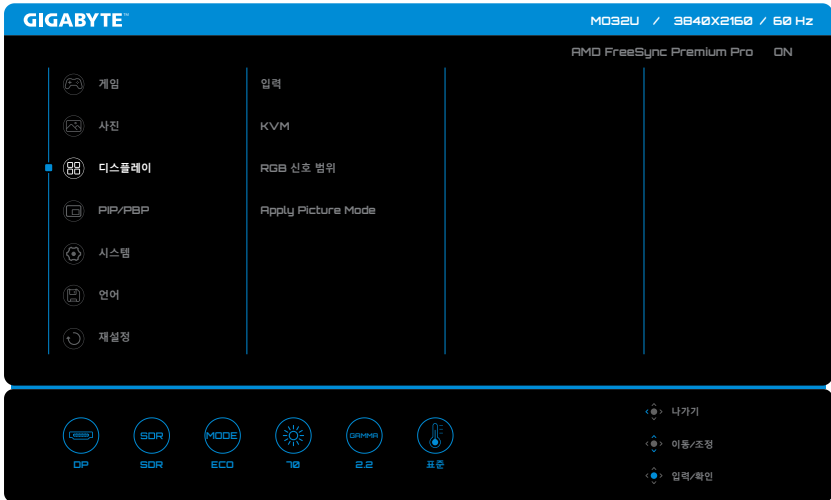 GIGABYTE™
MO32U / 3840X2160 / 60 Hz
AMD FreeSync Premium Pro ON
게임
사진
디스플레이
PIP/PBP
시스템
언어
재설정
입력
KVM
RGB 신호 범위
Apply Picture Mode
SDR
MODE
GAMMA
DP
SDR
ECO
70
2.2
표준
나가기
이동/조정
입력/확인